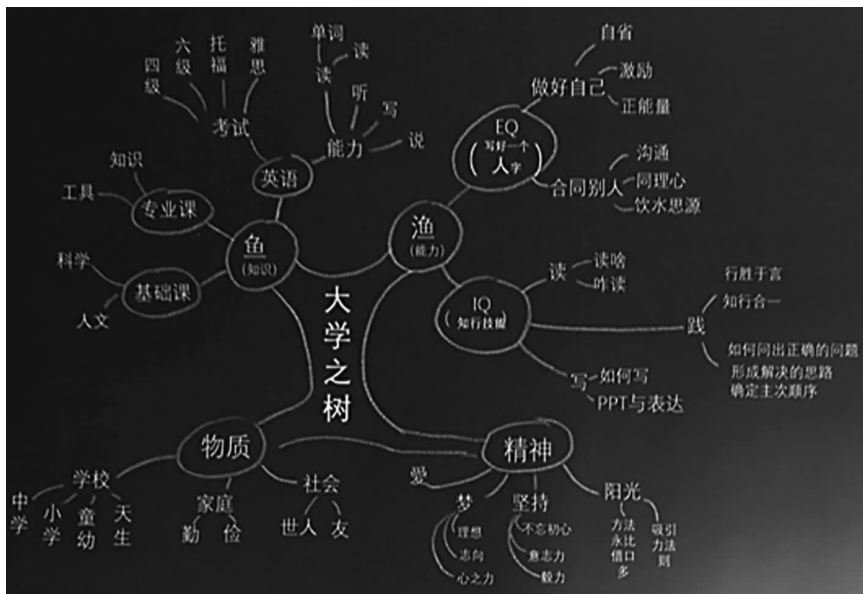 大学之树
鱼
(知识)
英语
考试
四级
六级
托福
雅思
能力
单词
读
读
听
写
说
专业课
知识
工具
基础课
科学
人文
渔
(能力)
EQ
(写好一个
人字)
做好自己
自省
激励
正能量
合同别人
沟通
同理心
饮水思源
IQ
(知行技能)
读
读啥
咋读
践
行胜于言
知行合一
如何问出正确的问题
形成解决的思路
确定主次顺序
写
如何写
PPT与表达
物质
学校
中学
小学
童幼
天生
家庭
勤
俭
社会
世人
友
精神
爱
梦
理想
志向
心之力
坚持
不忘初心
意志力
毅力
阳光
方法
永比
借口
多
吸引
力法
则